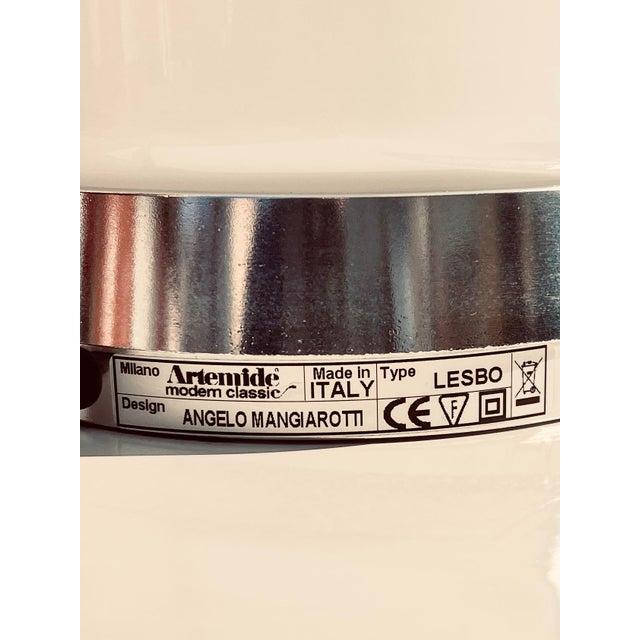 Milano Artemide Made in Type LESBO
modern classic ITALY
Design ANGELO MANGIAROTTI CE F